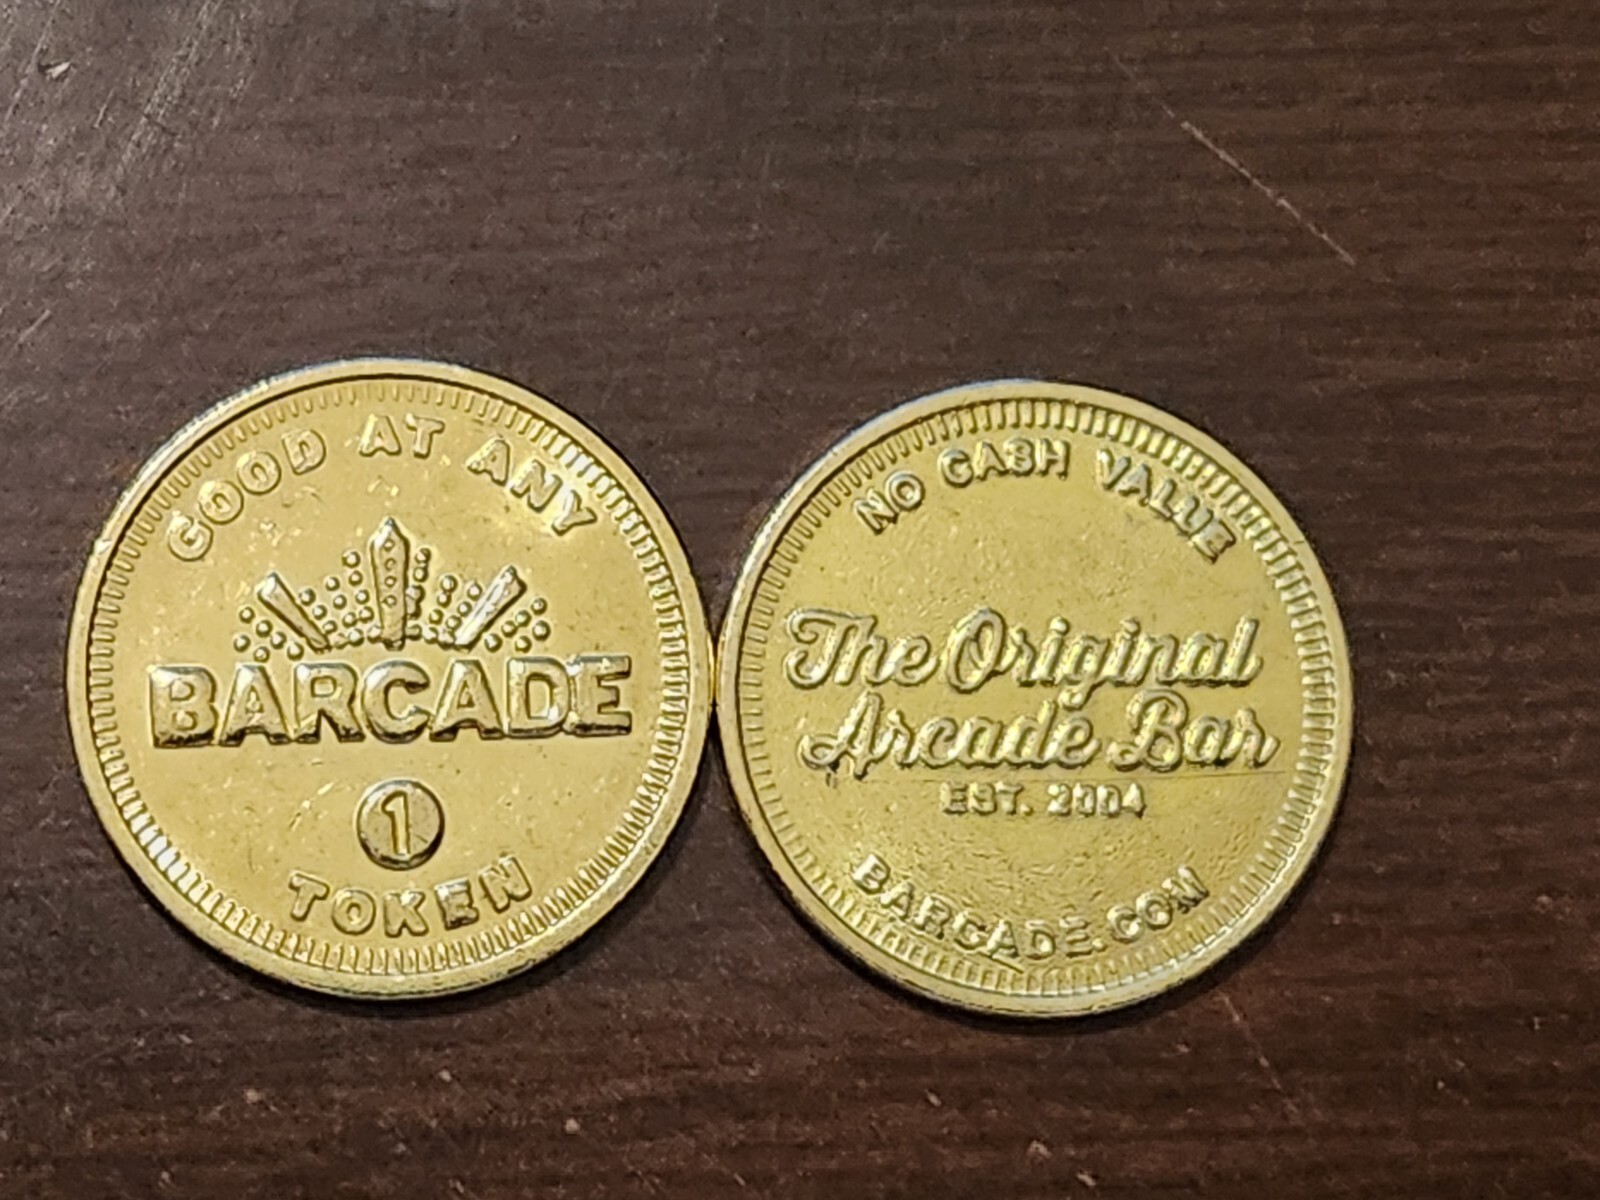 GOOD AT ANY
BARCADE
1
TOKEN
NO CASH VALUE
The Original
Arcade Bar
EST. 2004
BARCADE.COM